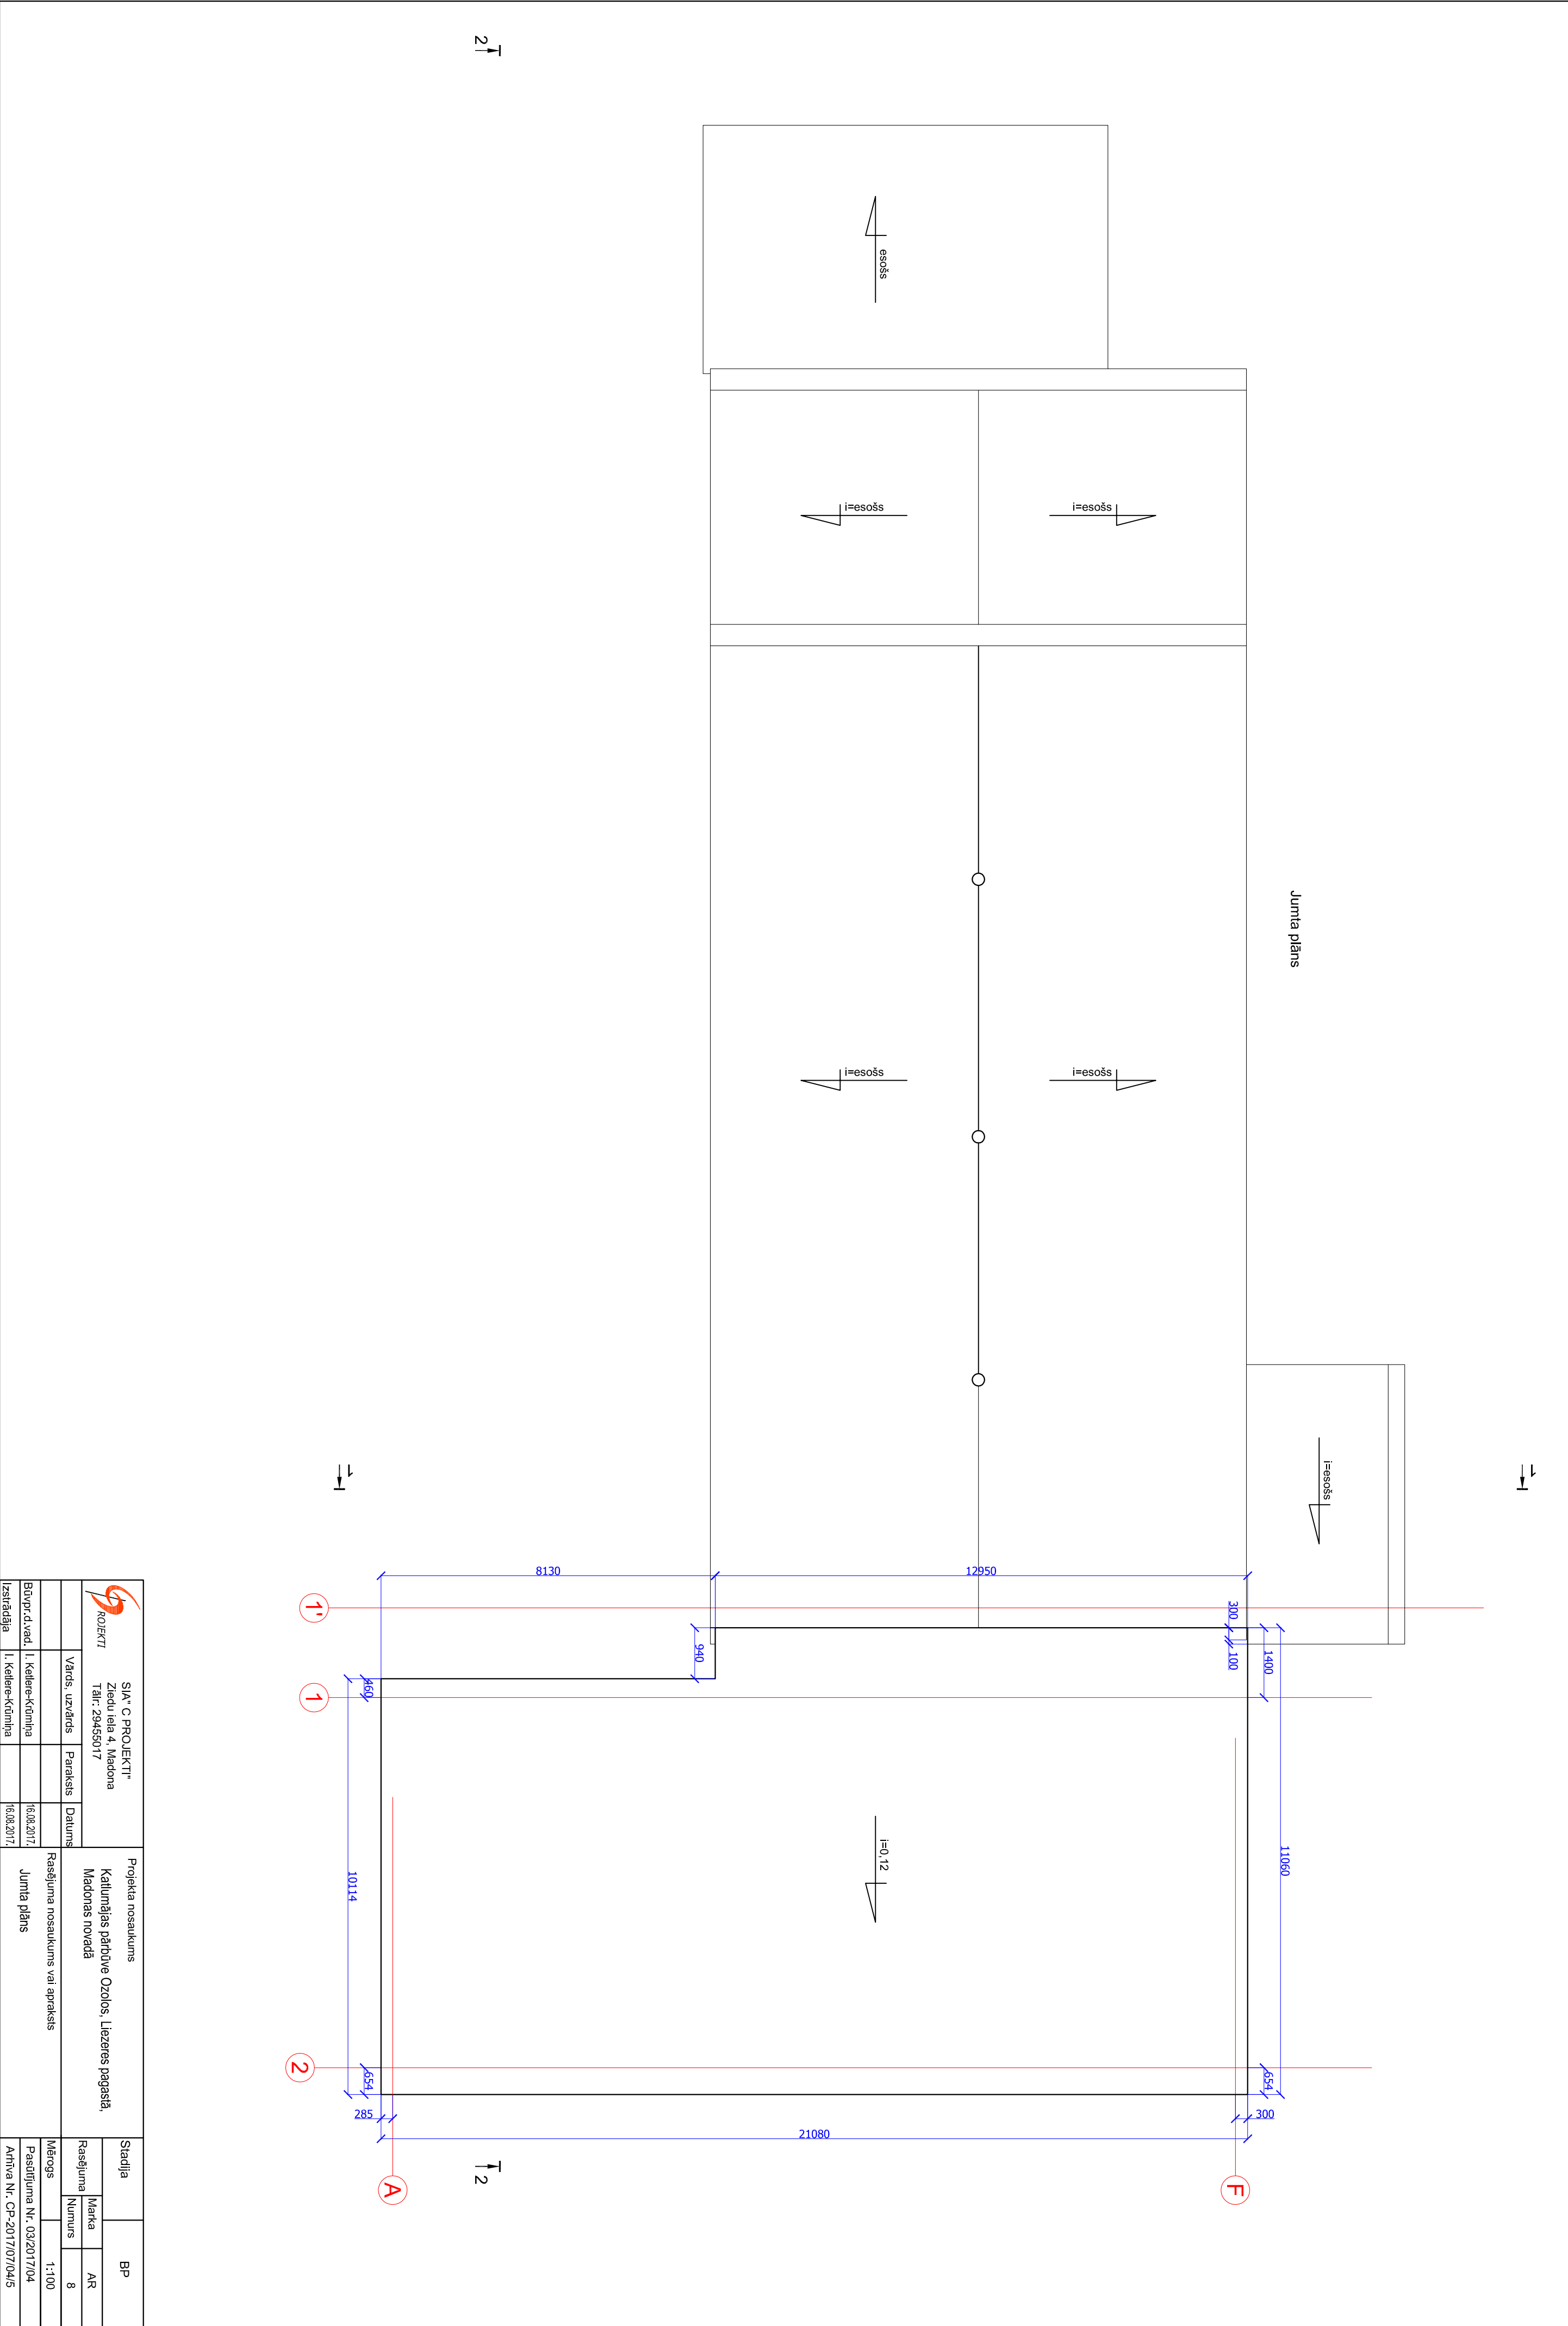 Jumta plāns
2
2
1
1
esošs
i=esošs
i=esošs
i=esošs
i=esošs
i=esošs
i=0,12
8130
12950
300
100
1400
940
460
11060
10114
654
654
285
300
21080
1'
1
2
A
F
ROJEKTI
SIA" C PROJEKTI"
Ziedu iela 4, Madona
Tālr: 29455017
Vārds, uzvārds
Paraksts
Datums
Būvpr.d.vad.
I. Ketlere-Krūmiņa
16.08.2017.
Izstrādāja
I. Ketlere-Krūmiņa
16.08.2017.
Projekta nosaukums
Katlumājas pārbūve Ozolos, Liezeres pagastā,
Madonas novadā
Rasējuma nosaukums vai apraksts
Jumta plāns
Stadija
BP
Rasējuma
Marka
AR
Numurs
8
Mērogs
1:100
Pasūtījuma Nr. 03/2017/04
Arhīva Nr. CP-2017/07/04/5